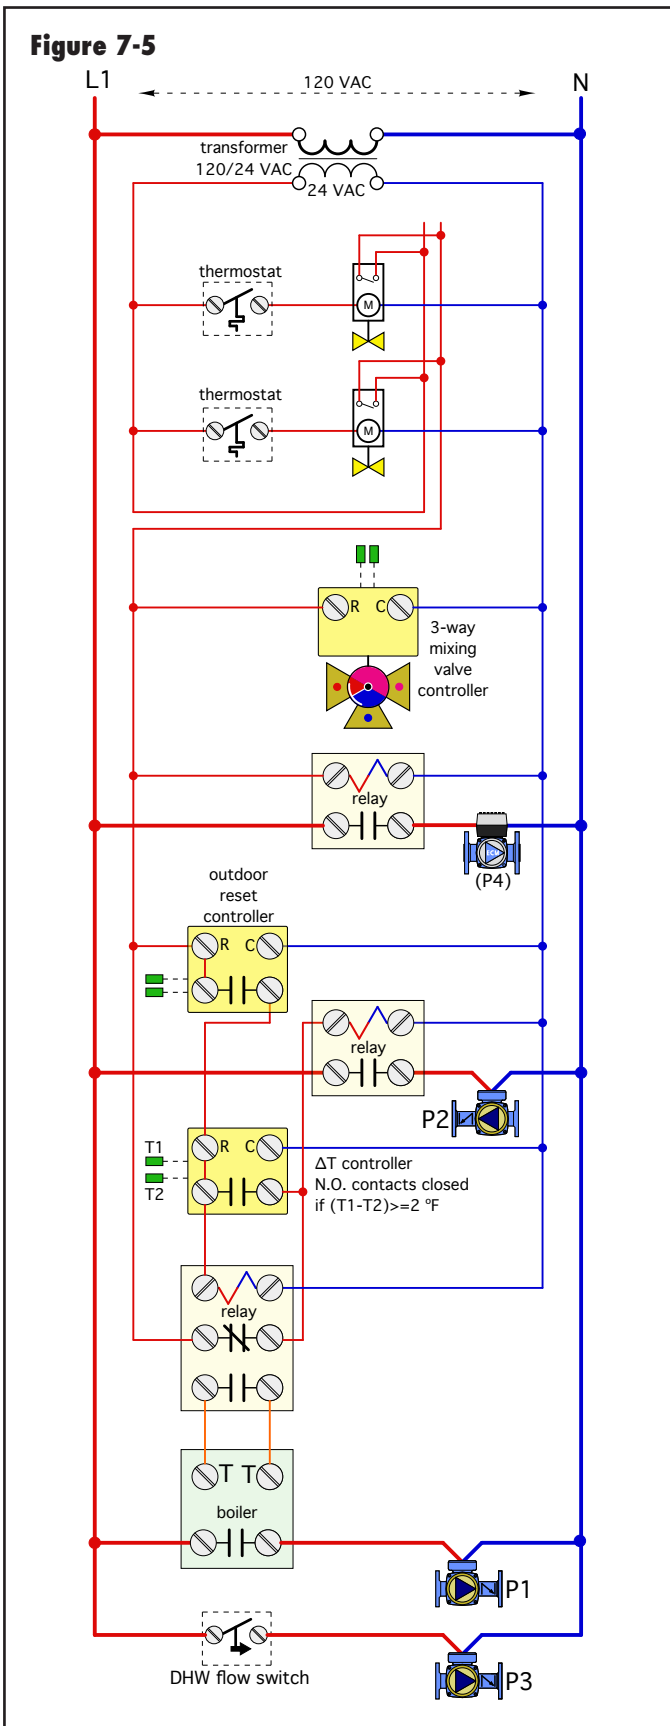 Figure 7-5
L1
120 VAC
N
transformer
120/24 VAC
24 VAC
thermostat
M
thermostat
M
R C
3-way
mixing
valve
controller
relay
ECM
(P4)
outdoor
reset
controller
R C
relay
P2
T1
T2
R C
ΔT controller
N.O. contacts closed
if (T1-T2)>=2 ºF
relay
T T
boiler
P1
DHW flow switch
P3